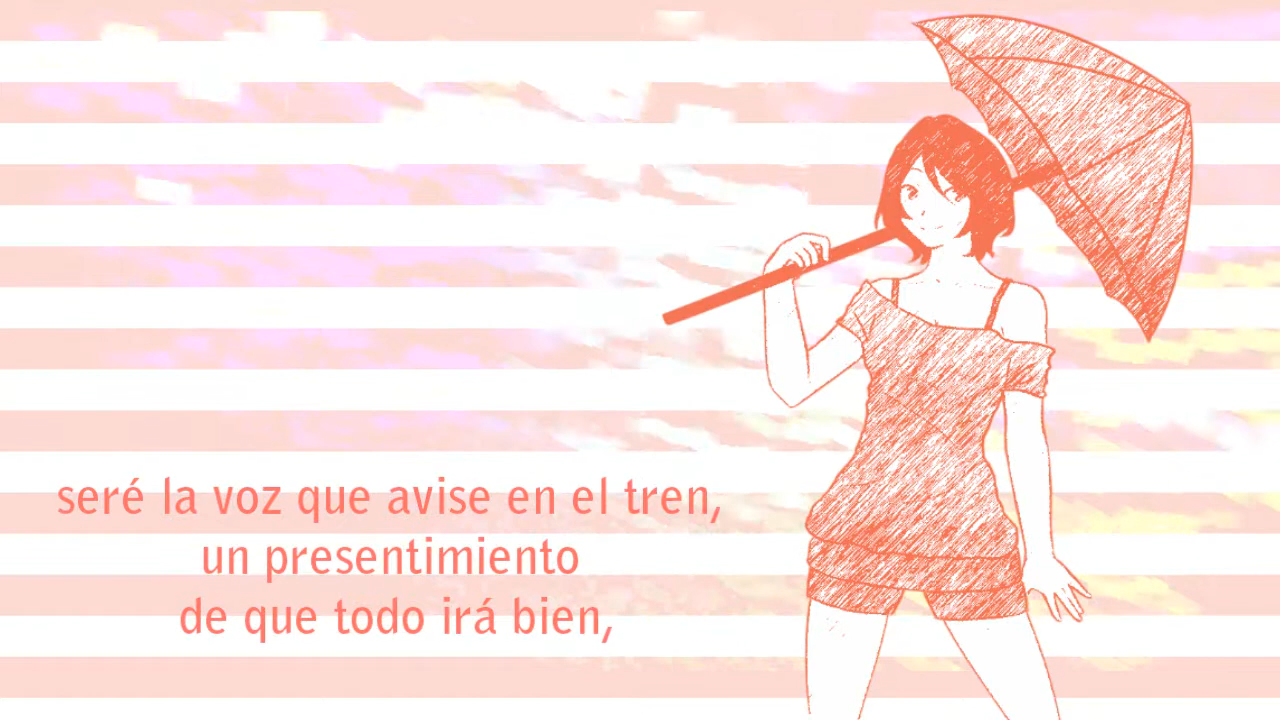 seré la voz que avise en el tren,
un presentimiento
de que todo irá bien,